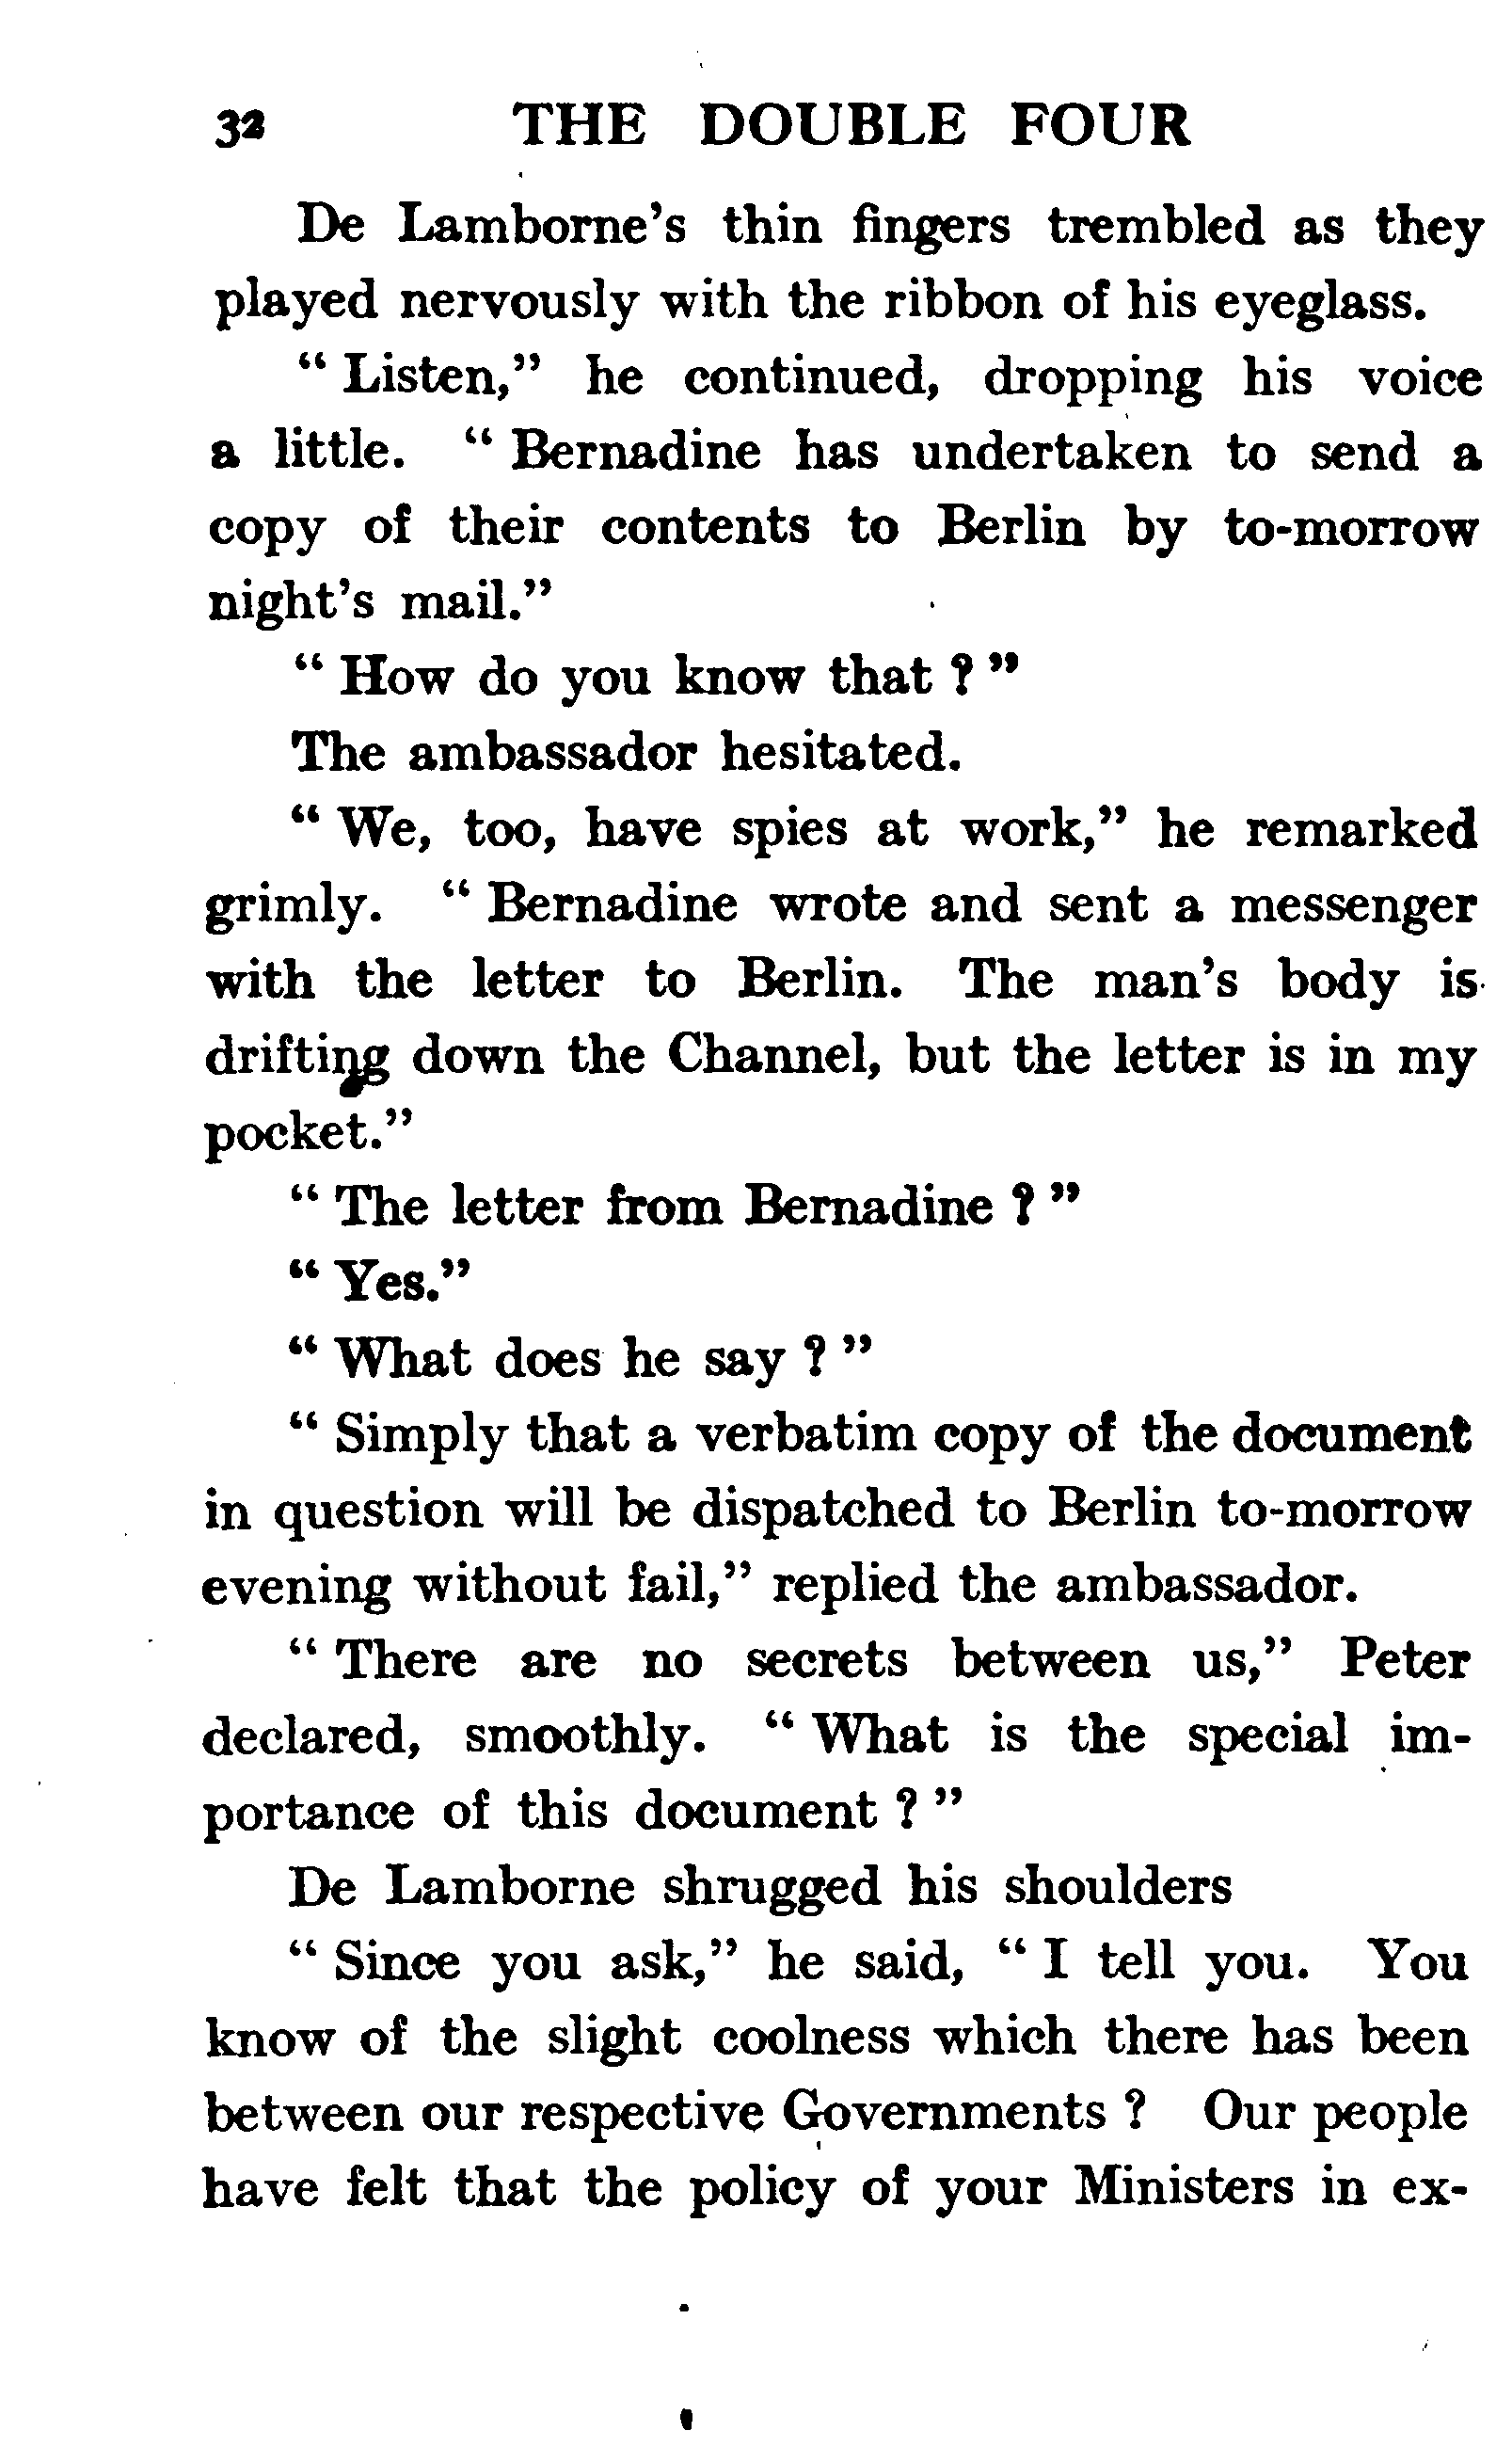 32 THE DOUBLE FOUR
De Lamborne's thin fingers trembled as they
played nervously with the ribbon of his eyeglass.
“ Listen,” he continued, dropping his voice
a little. “ Bernadine has undertaken to send a
copy of their contents to Berlin by to-morrow
night's mail.”
“ How do you know that ? ”
The ambassador hesitated.
“ We, too, have spies at work,” he remarked
grimly. “ Bernadine wrote and sent a messenger
with the letter to Berlin. The man's body is
drifting down the Channel, but the letter is in my
pocket.”
“ The letter from Bernadine ? ”
“ Yes.”
“ What does he say ? ”
“ Simply that a verbatim copy of the document
in question will be dispatched to Berlin to-morrow
evening without fail,” replied the ambassador.
“ There are no secrets between us,” Peter
declared, smoothly. “ What is the special im-
portance of this document ? ”
De Lamborne shrugged his shoulders
“ Since you ask,” he said, “ I tell you. You
know of the slight coolness which there has been
between our respective Governments ? Our people
have felt that the policy of your Ministers in ex-